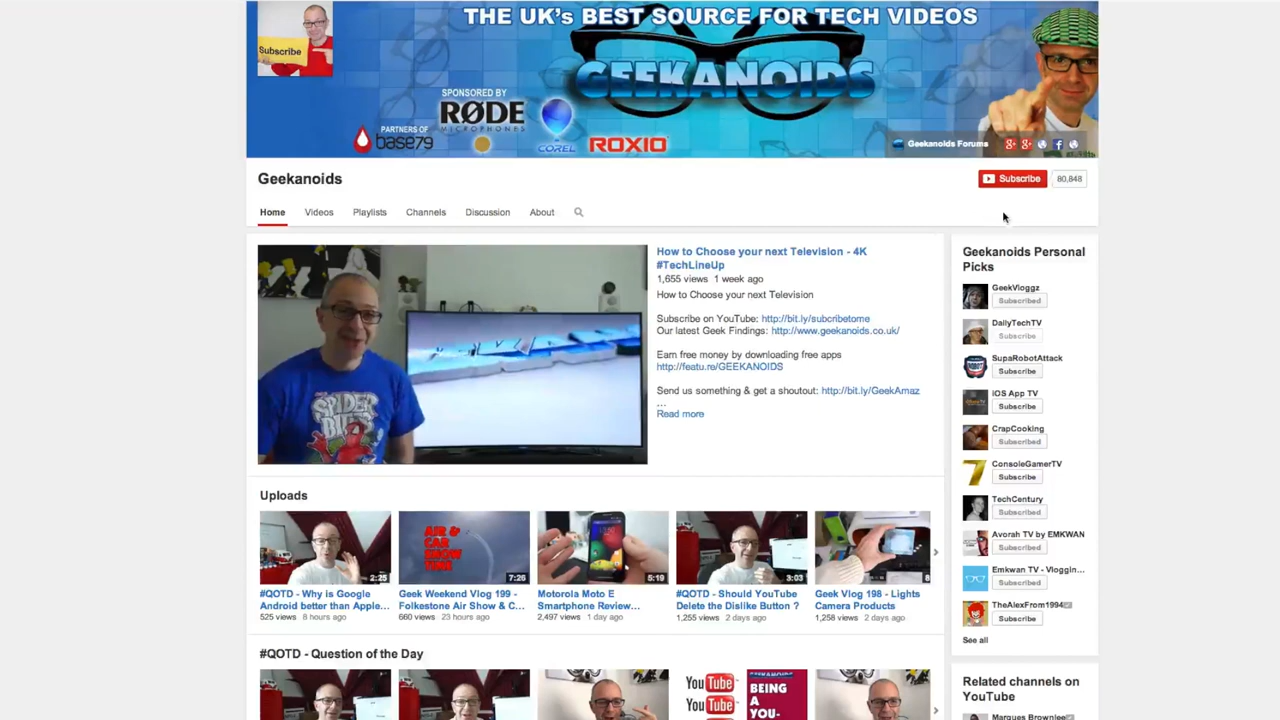 THE UK's BEST SOURCE FOR TECH VIDEOS
Subscribe
GEEKANOIDS
SPONSORED BY
RØDE
MICROPHONES
PARTNERS OF
base79
COREL
ROXIO
Geekanoids Forums
Geekanoids
Subscribe 80,848
Home Videos Playlists Channels Discussion About
How to Choose your next Television - 4K
#TechLineUp
1,655 views 1 week ago
How to Choose your next Television
Subscribe on YouTube: http://bit.ly/subcribetome
Our latest Geek Findings: http://www.geekanoids.co.uk/
Earn free money by downloading free apps
http://featu.re/GEEKANOIDS
Send us something & get a shoutout: http://bit.ly/GeekAmaz
...
Read more
Geekanoids Personal
Picks
GeekVloggz
Subscribed
DailyTechTV
Subscribe
SupaRobotAttack
Subscribe
iOS App TV
Subscribe
CrapCooking
Subscribed
ConsoleGamerTV
Subscribe
TechCentury
Subscribed
Avorah TV by EMKWAN
Subscribed
Emkwan TV - Vloggin...
Subscribed
TheAlexFrom1994
Subscribe
See all
Related channels on
YouTube
Marques Brownlee
Uploads
2:25
#QOTD - Why is Google
Android better than Apple...
525 views 8 hours ago
AIR &
CAR
SHOW
TIME
7:26
Geek Weekend Vlog 199 -
Folkestone Air Show & C...
660 views 23 hours ago
5:19
Motorola Moto E
Smartphone Review...
2,497 views 1 day ago
3:03
#QOTD - Should YouTube
Delete the Dislike Button ?
1,255 views 2 days ago
8
Geek Vlog 198 - Lights
Camera Products
1,258 views 2 days ago
#QOTD - Question of the Day
YouTube
YouTube
BEING
A
YOU-